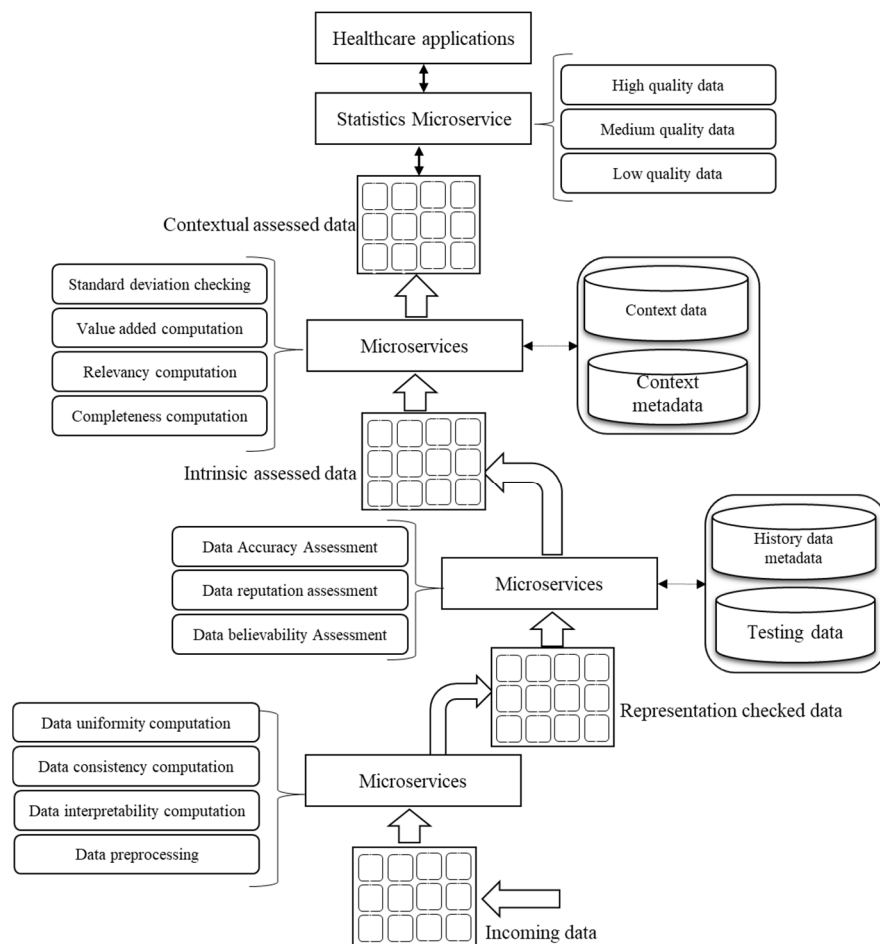 Healthcare applications
Statistics Microservice
High quality data
Medium quality data
Low quality data
Contextual assessed data
Standard deviation checking
Value added computation
Relevancy computation
Completeness computation
Microservices
Context data
Context
metadata
Intrinsic assessed data
Data Accuracy Assessment
Data reputation assessment
Data believability Assessment
Microservices
History data
metadata
Testing data
Representation checked data
Data uniformity computation
Data consistency computation
Data interpretability computation
Data preprocessing
Microservices
Incoming data